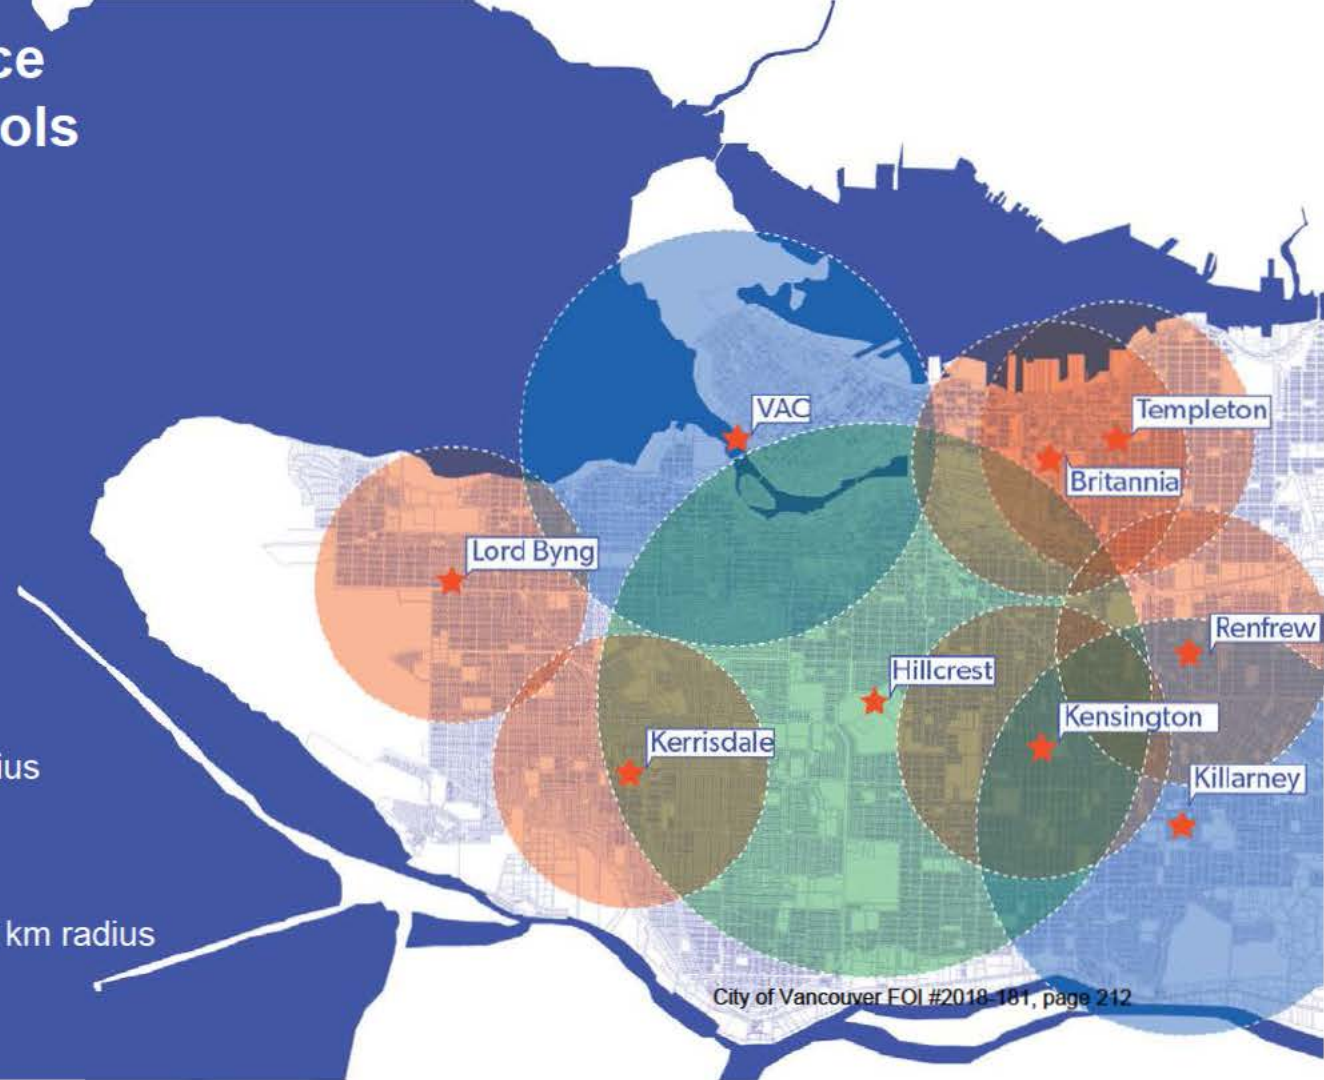 ce
ols
VAC
Templeton
Britannia
Lord Byng
Renfrew
Hillcrest
Kensington
Kerrisdale
ius
Killarney
km radius
City of Vancouver FOI #2018-181, page 212